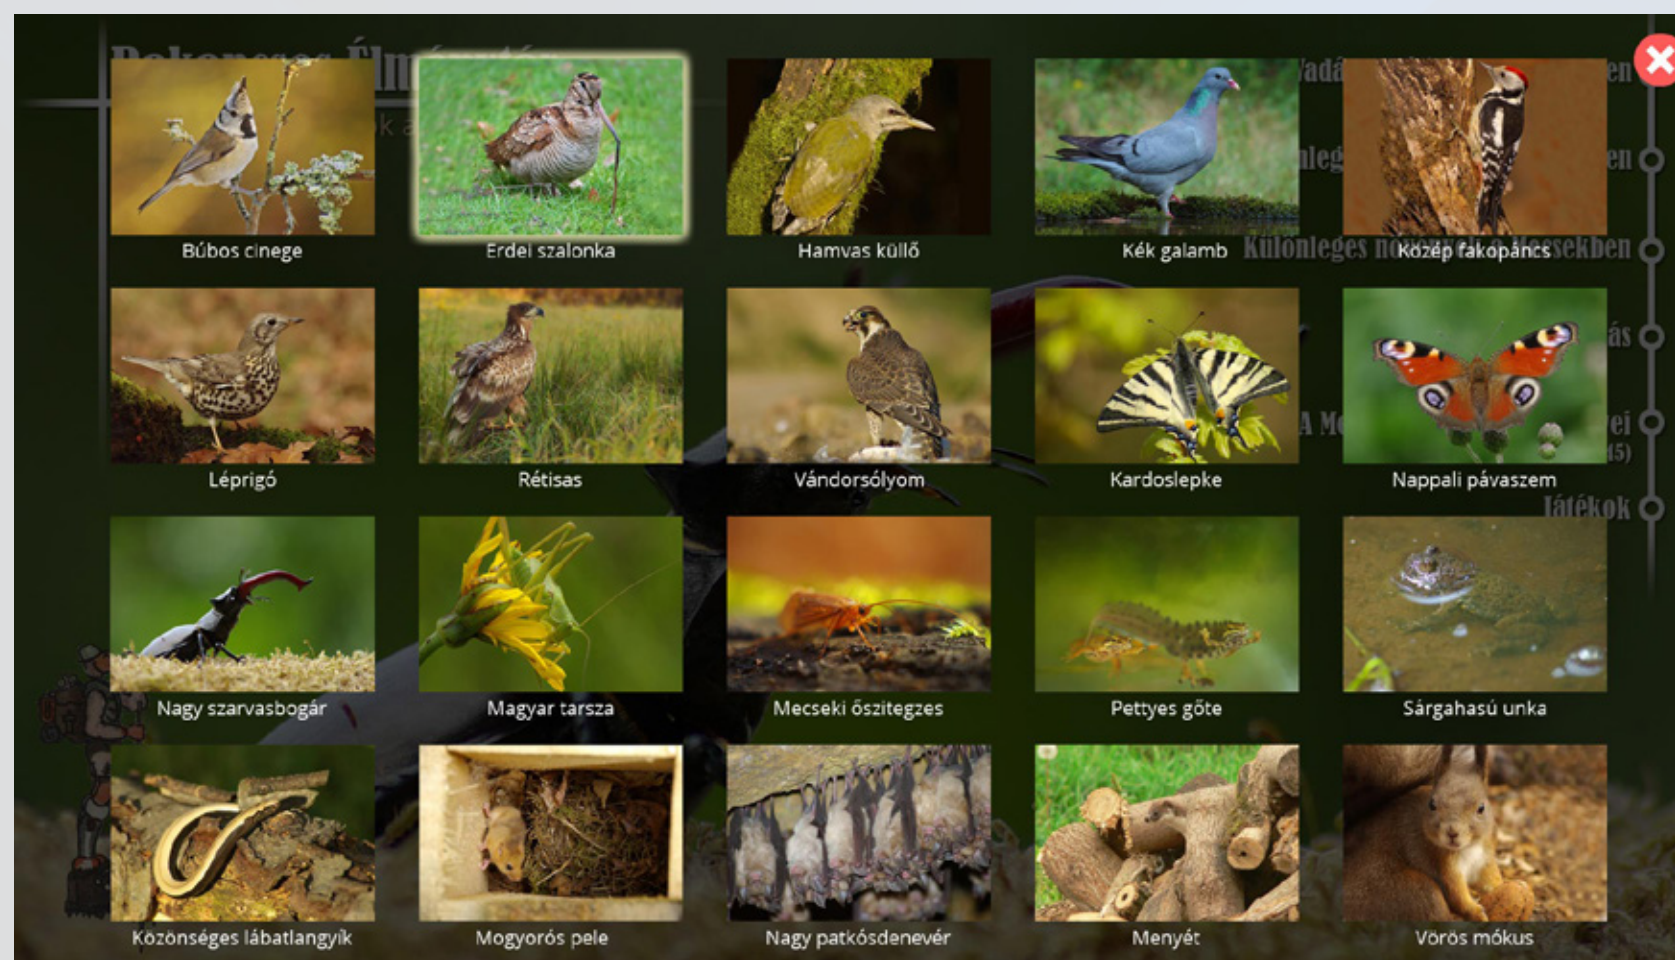 Búbos cinege
Erdei szalonka
Hamvas küllő
Kék galamb
Közép fakopáncs
Léprigó
Rétisas
Vándorsólyom
Kardoslepke
Nappali pávaszem
Nagy szarvasbogár
Magyar tarsza
Mecseki őszitegzes
Pettyes gőte
Sárgahasú unka
Közönséges lábatlangyík
Mogyorós pele
Nagy patkósdenevér
Menyét
Vörös mókus
Különleges
Játékok